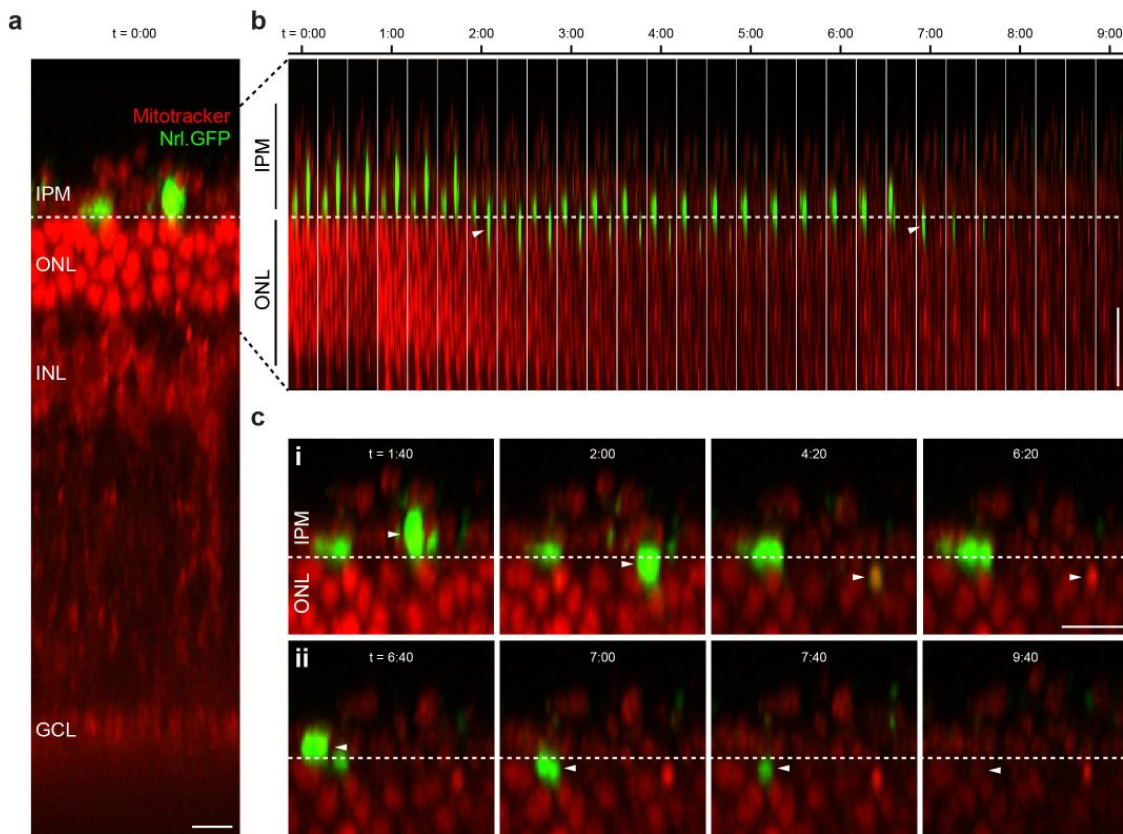 a
t = 0:00
Mitotracker
Nrl.GFP
IPM
ONL
INL
GCL
b
t = 0:00 1:00 2:00 3:00 4:00 5:00 6:00 7:00 8:00 9:00
IPM
ONL
c
i
t = 1:40 2:00 4:20 6:20
IPM
ONL
ii
t = 6:40 7:00 7:40 9:40